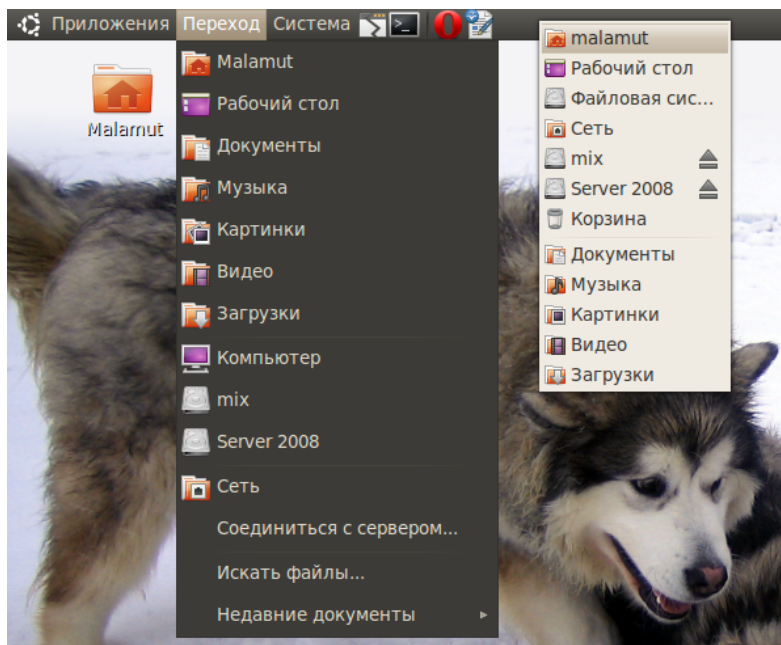 Приложения Переход Система
Malamut
Malamut
Рабочий стол
Документы
Музыка
Картинки
Видео
Загрузки
Компьютер
mix
Server 2008
Сеть
Соединиться с сервером...
Искать файлы...
Недавние документы
malamut
Рабочий стол
Файловая сис...
Сеть
mix
Server 2008
Корзина
Документы
Музыка
Картинки
Видео
Загрузки